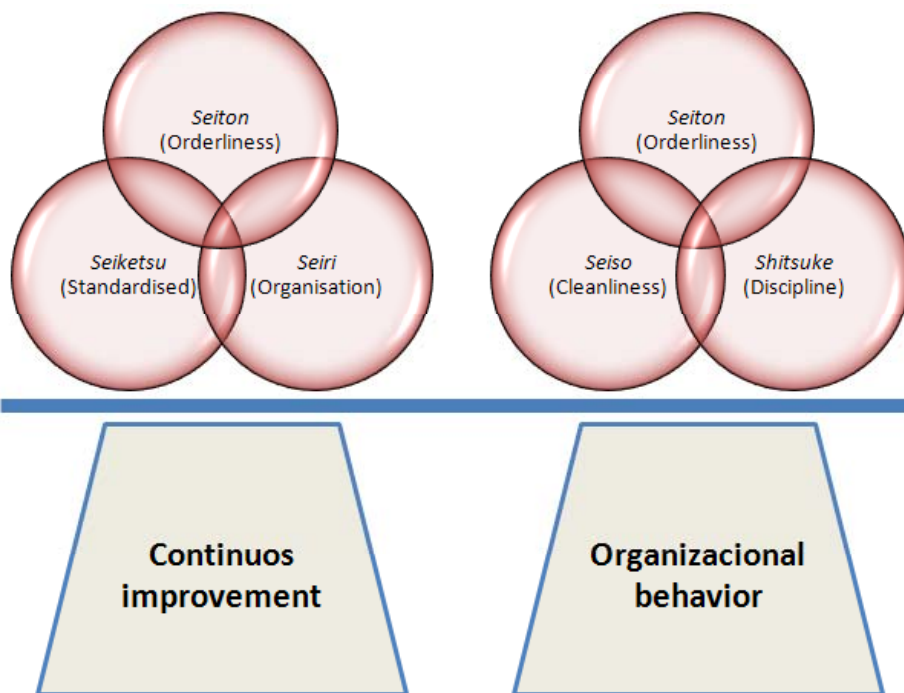 Seiton
(Orderliness)
Seiketsu
(Standardised)
Seiri
(Organisation)
Seiton
(Orderliness)
Seiso
(Cleanliness)
Shitsuke
(Discipline)
Continuos
improvement
Organizacional
behavior